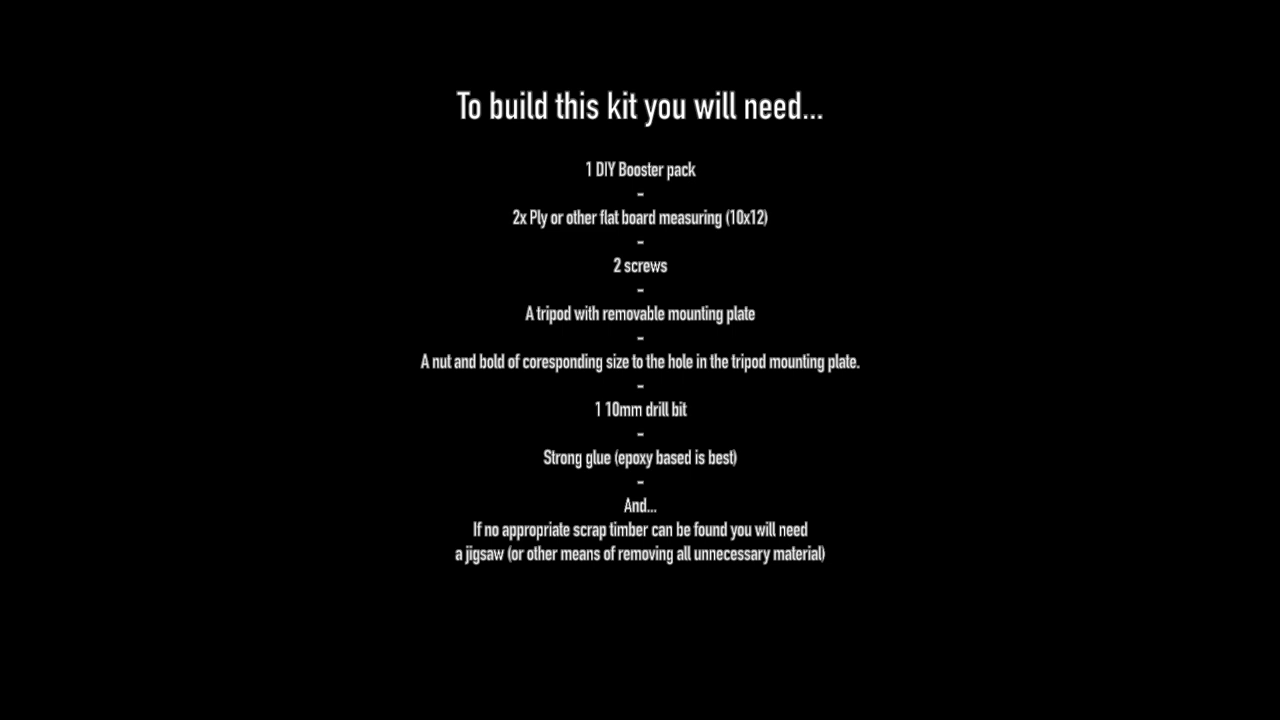 To build this kit you will need...
1 DIY Booster pack
-
2x Ply or other flat board measuring (10x12)
-
2 screws
-
A tripod with removable mounting plate
-
A nut and bold of coresponding size to the hole in the tripod mounting plate.
-
1 10mm drill bit
-
Strong glue (epoxy based is best)
-
And...
If no appropriate scrap timber can be found you will need
a jigsaw (or other means of removing all unnecessary material)